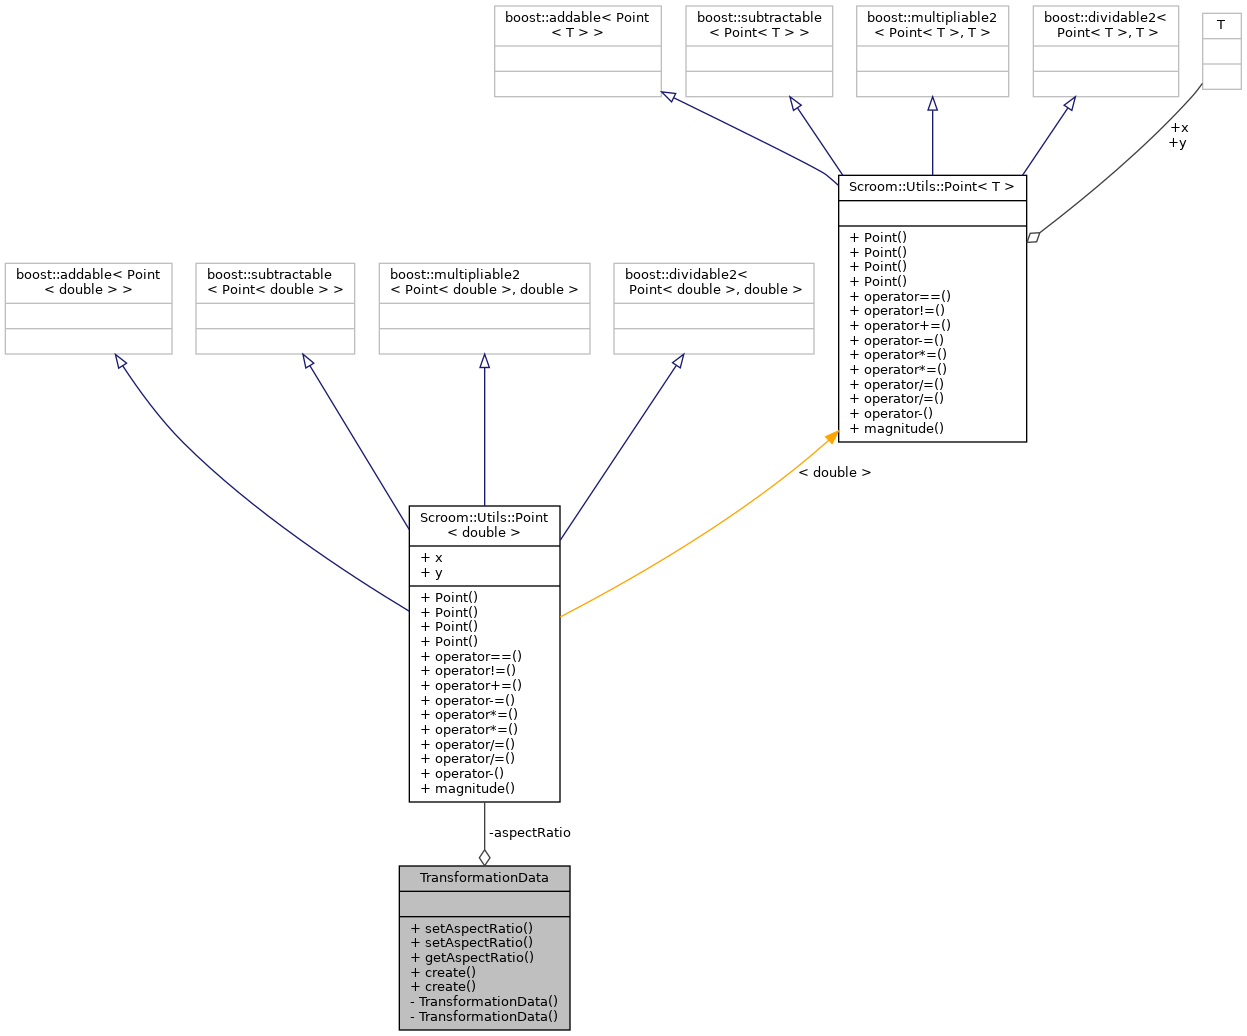 boost::addable< Point
< T > >
boost::subtractable
< Point< T > >
boost::multipliable2
< Point< T >, T >
boost::dividable2<
Point< T >, T >
T
+x
+y
Scroom::Utils::Point< T >
+ Point()
+ Point()
+ Point()
+ Point()
+ operator==()
+ operator!=()
+ operator+=()
+ operator-=()
+ operator*=()
+ operator*=()
+ operator/=()
+ operator/=()
+ operator-()
+ magnitude()
boost::addable< Point
< double > >
boost::subtractable
< Point< double > >
boost::multipliable2
< Point< double >, double >
boost::dividable2<
Point< double >, double >
< double >
Scroom::Utils::Point
< double >
+ x
+ y
+ Point()
+ Point()
+ Point()
+ Point()
+ operator==()
+ operator!=()
+ operator+=()
+ operator-=()
+ operator*=()
+ operator*=()
+ operator/=()
+ operator/=()
+ operator-()
+ magnitude()
-aspectRatio
TransformationData
+ setAspectRatio()
+ setAspectRatio()
+ getAspectRatio()
+ create()
+ create()
- TransformationData()
- TransformationData()